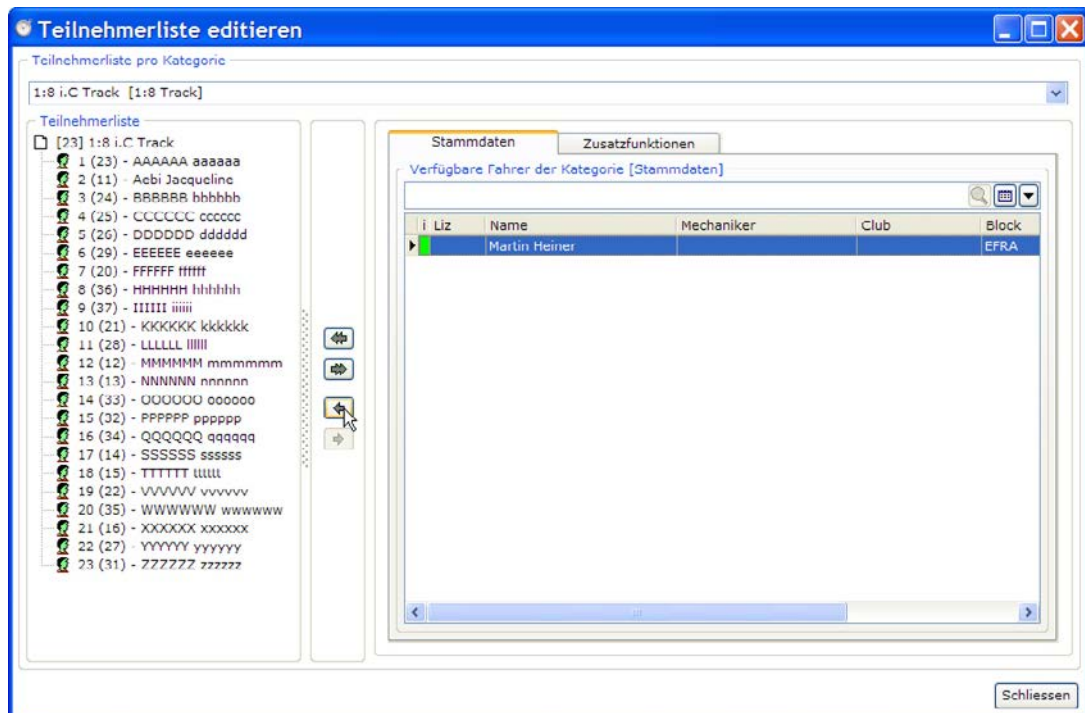 Teilnehmerliste editieren
Teilnehmerliste pro Kategorie
1:8 i.C Track [1:8 Track]
Teilnehmerliste
[23] 1:8 i.C Track
1 (23) - AAAAAA aaaaaa
2 (11) - Aebi Jacqueline
3 (24) - BBBBBB bbbbbb
4 (25) - CCCCCC cccccc
5 (26) - DDDDDD dddddd
6 (29) - EEEEEE eeeeee
7 (20) - FFFFFF ffffff
8 (36) - HHHHHH hhhhhh
9 (37) - IIIIII iiiiii
10 (21) - KKKKKK kkkkkk
11 (28) - LLLLLL llllll
12 (12) - MMMMMM mmmmmm
13 (13) - NNNNNN nnnnnn
14 (33) - OOOOOO oooooo
15 (32) - PPPPPP pppppp
16 (34) - QQQQQQ qqqqqq
17 (14) - SSSSSS ssssss
18 (15) - TTTTTT tttttt
19 (22) - VVVVVV vvvvvv
20 (35) - WWWWWW wwwwww
21 (16) - XXXXXX xxxxxx
22 (27) - YYYYYY yyyyyy
23 (31) - ZZZZZZ zzzzzz
Stammdaten Zusatzfunktionen
Verfügbare Fahrer der Kategorie [Stammdaten]
i Liz Name Mechaniker Club Block
Martin Heiner EFRA
Schliessen